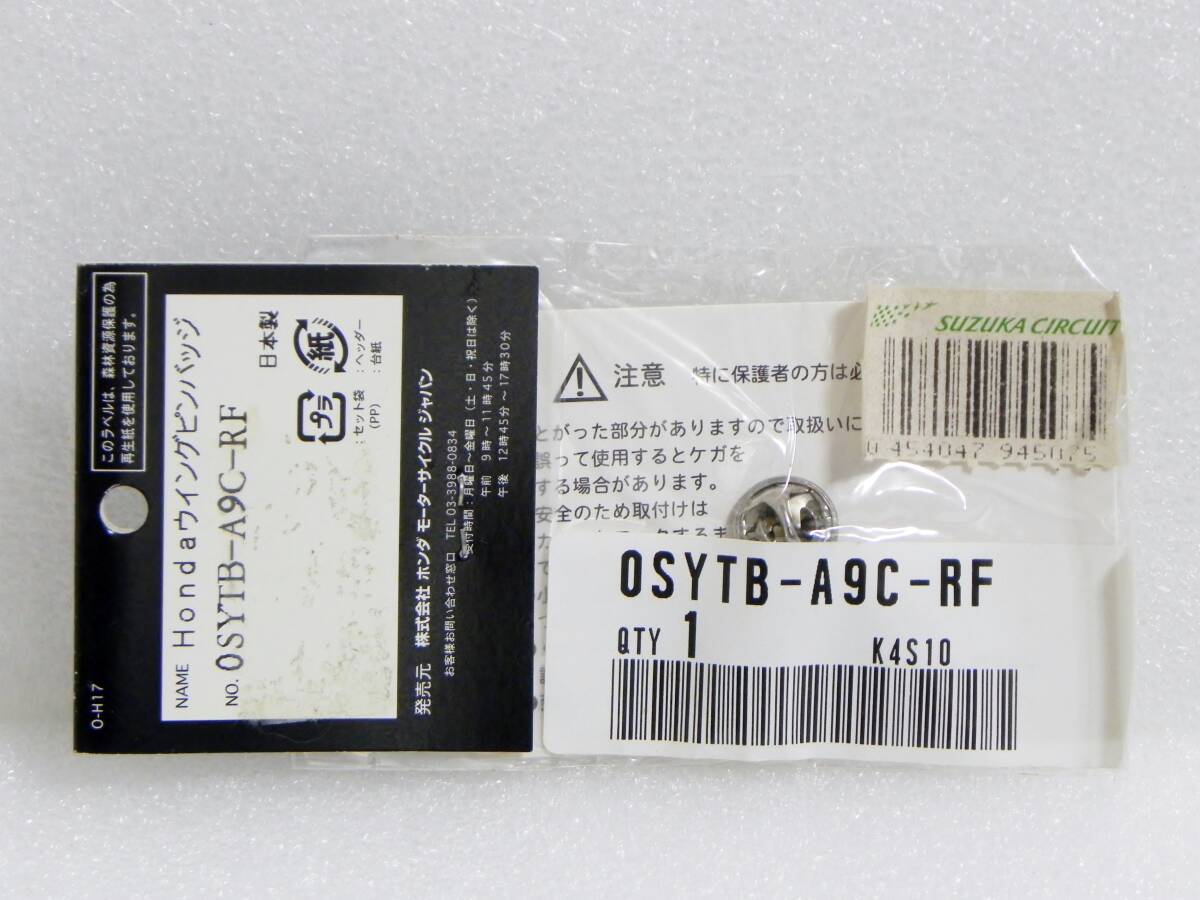 このラベルは、森林資源保護の為
再生紙を使用しております。
O-H17
NAME Hondaウイングピンバッジ
NO. 0SYTB-A9C-RF
日本製
プラ
:セット袋
(PP)
紙
:ヘッダー
:台紙
発売元 株式会社 ホンダ モーターサイクル ジャパン
お客様お問い合わせ窓口 TEL 03-3988-0834
受付時間:月曜日～金曜日(土・日・祝日は除く)
午前 9時～11時45分
午後 12時45分～17時30分
注意 特に保護者の方は必
とがった部分がありますので取扱いに
誤って使用するとケガを
する場合があります。
安全のため取付けは
SUZUKA CIRCUIT
0 454047 945075
0SYTB-A9C-RF
QTY 1
K4S10